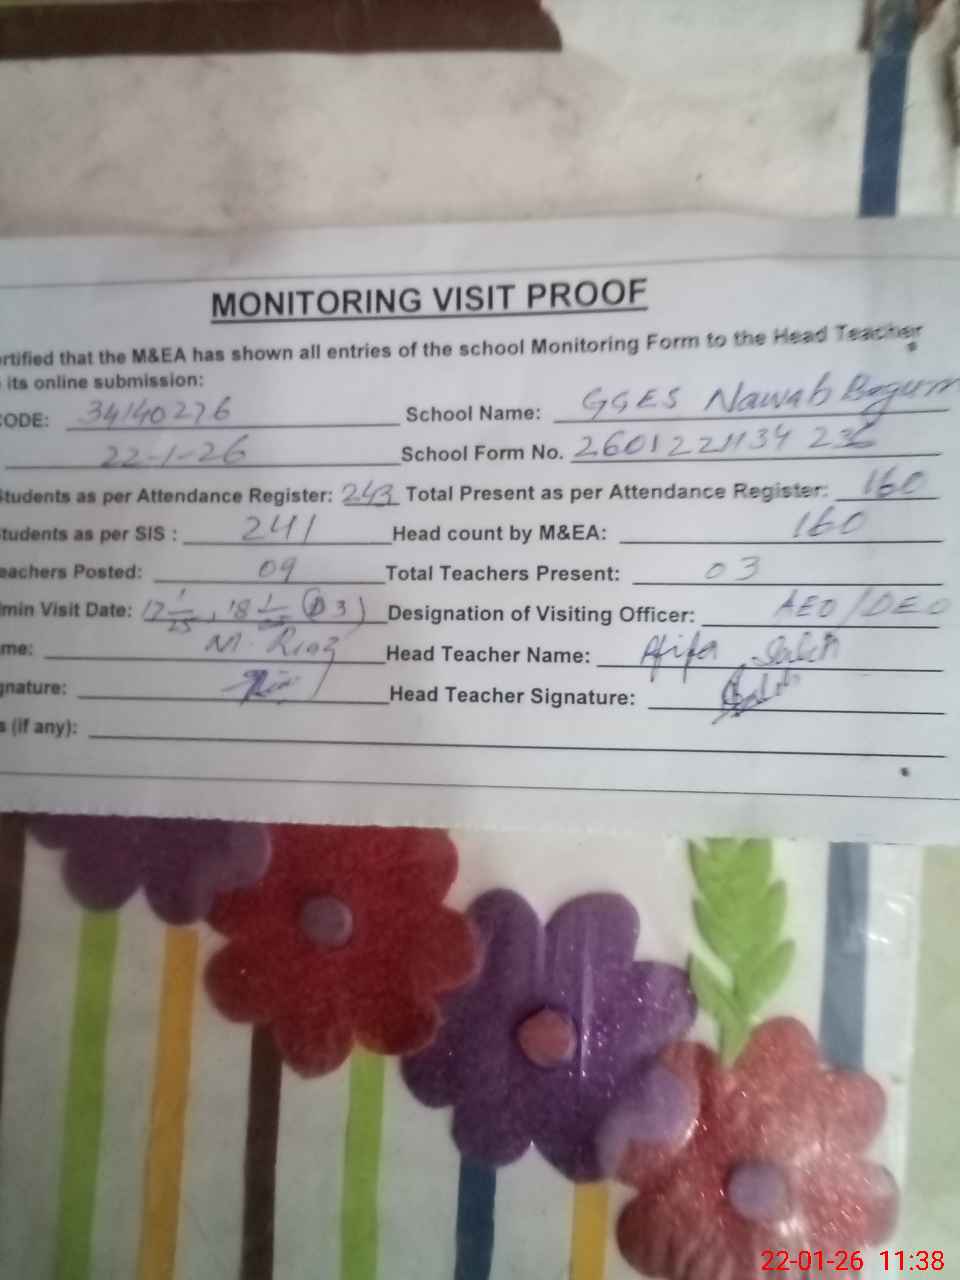 MONITORING VISIT PROOF
rtified that the M&EA has shown all entries of the school Monitoring Form to the Head Teacher
its online submission:
CODE: 34140276 School Name: GGES Nawab Begum
22-1-26 School Form No. 2601221134 236
Students as per Attendance Register: 243 Total Present as per Attendance Register: 160
tudents as per SIS : 241 Head count by M&EA: 160
eachers Posted: 09 Total Teachers Present: 03
min Visit Date: Designation of Visiting Officer: AEO/DEO
me: M. Riaz Head Teacher Name: Afifa Saleh
gnature: Head Teacher Signature:
s (if any):
22-01-26 11:38